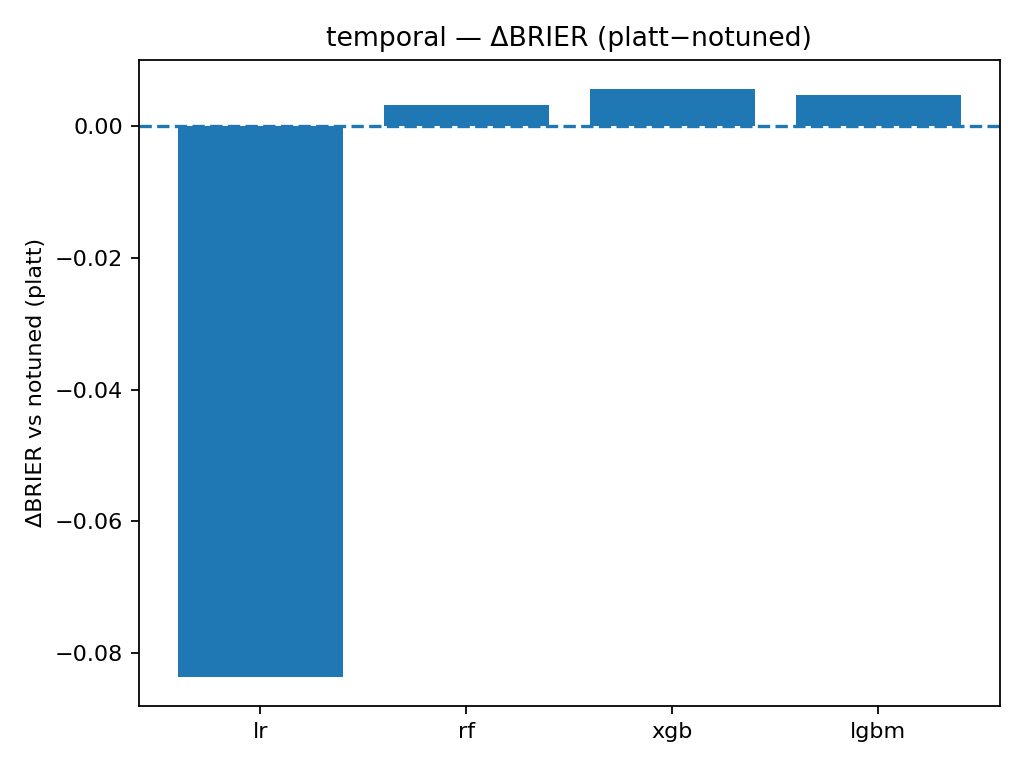 temporal — ΔBRIER (platt−notuned)
ΔBRIER vs notuned (platt)
0.00
−0.02
−0.04
−0.06
−0.08
lr rf xgb lgbm